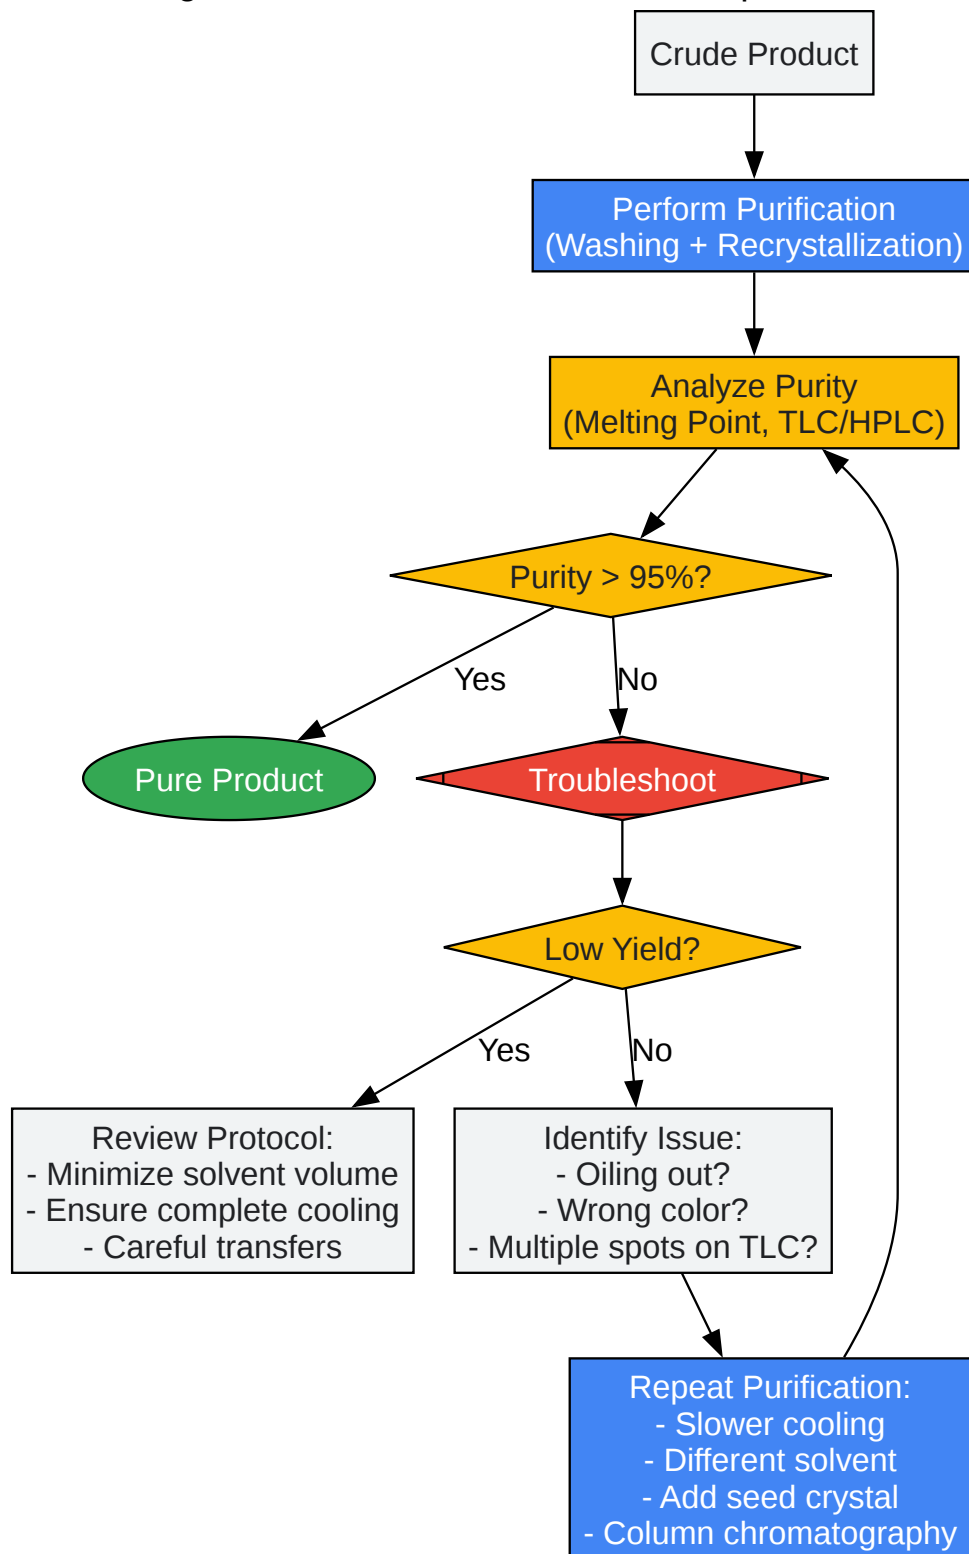 Crude Product
Perform Purification
(Washing + Recrystallization)
Analyze Purity
(Melting Point, TLC/HPLC)
Purity > 95%?
Yes
No
Pure Product
Troubleshoot
Low Yield?
Yes
No
Review Protocol:
- Minimize solvent volume
- Ensure complete cooling
- Careful transfers
Identify Issue:
- Oiling out?
- Wrong color?
- Multiple spots on TLC?
Repeat Purification:
- Slower cooling
- Different solvent
- Add seed crystal
- Column chromatography